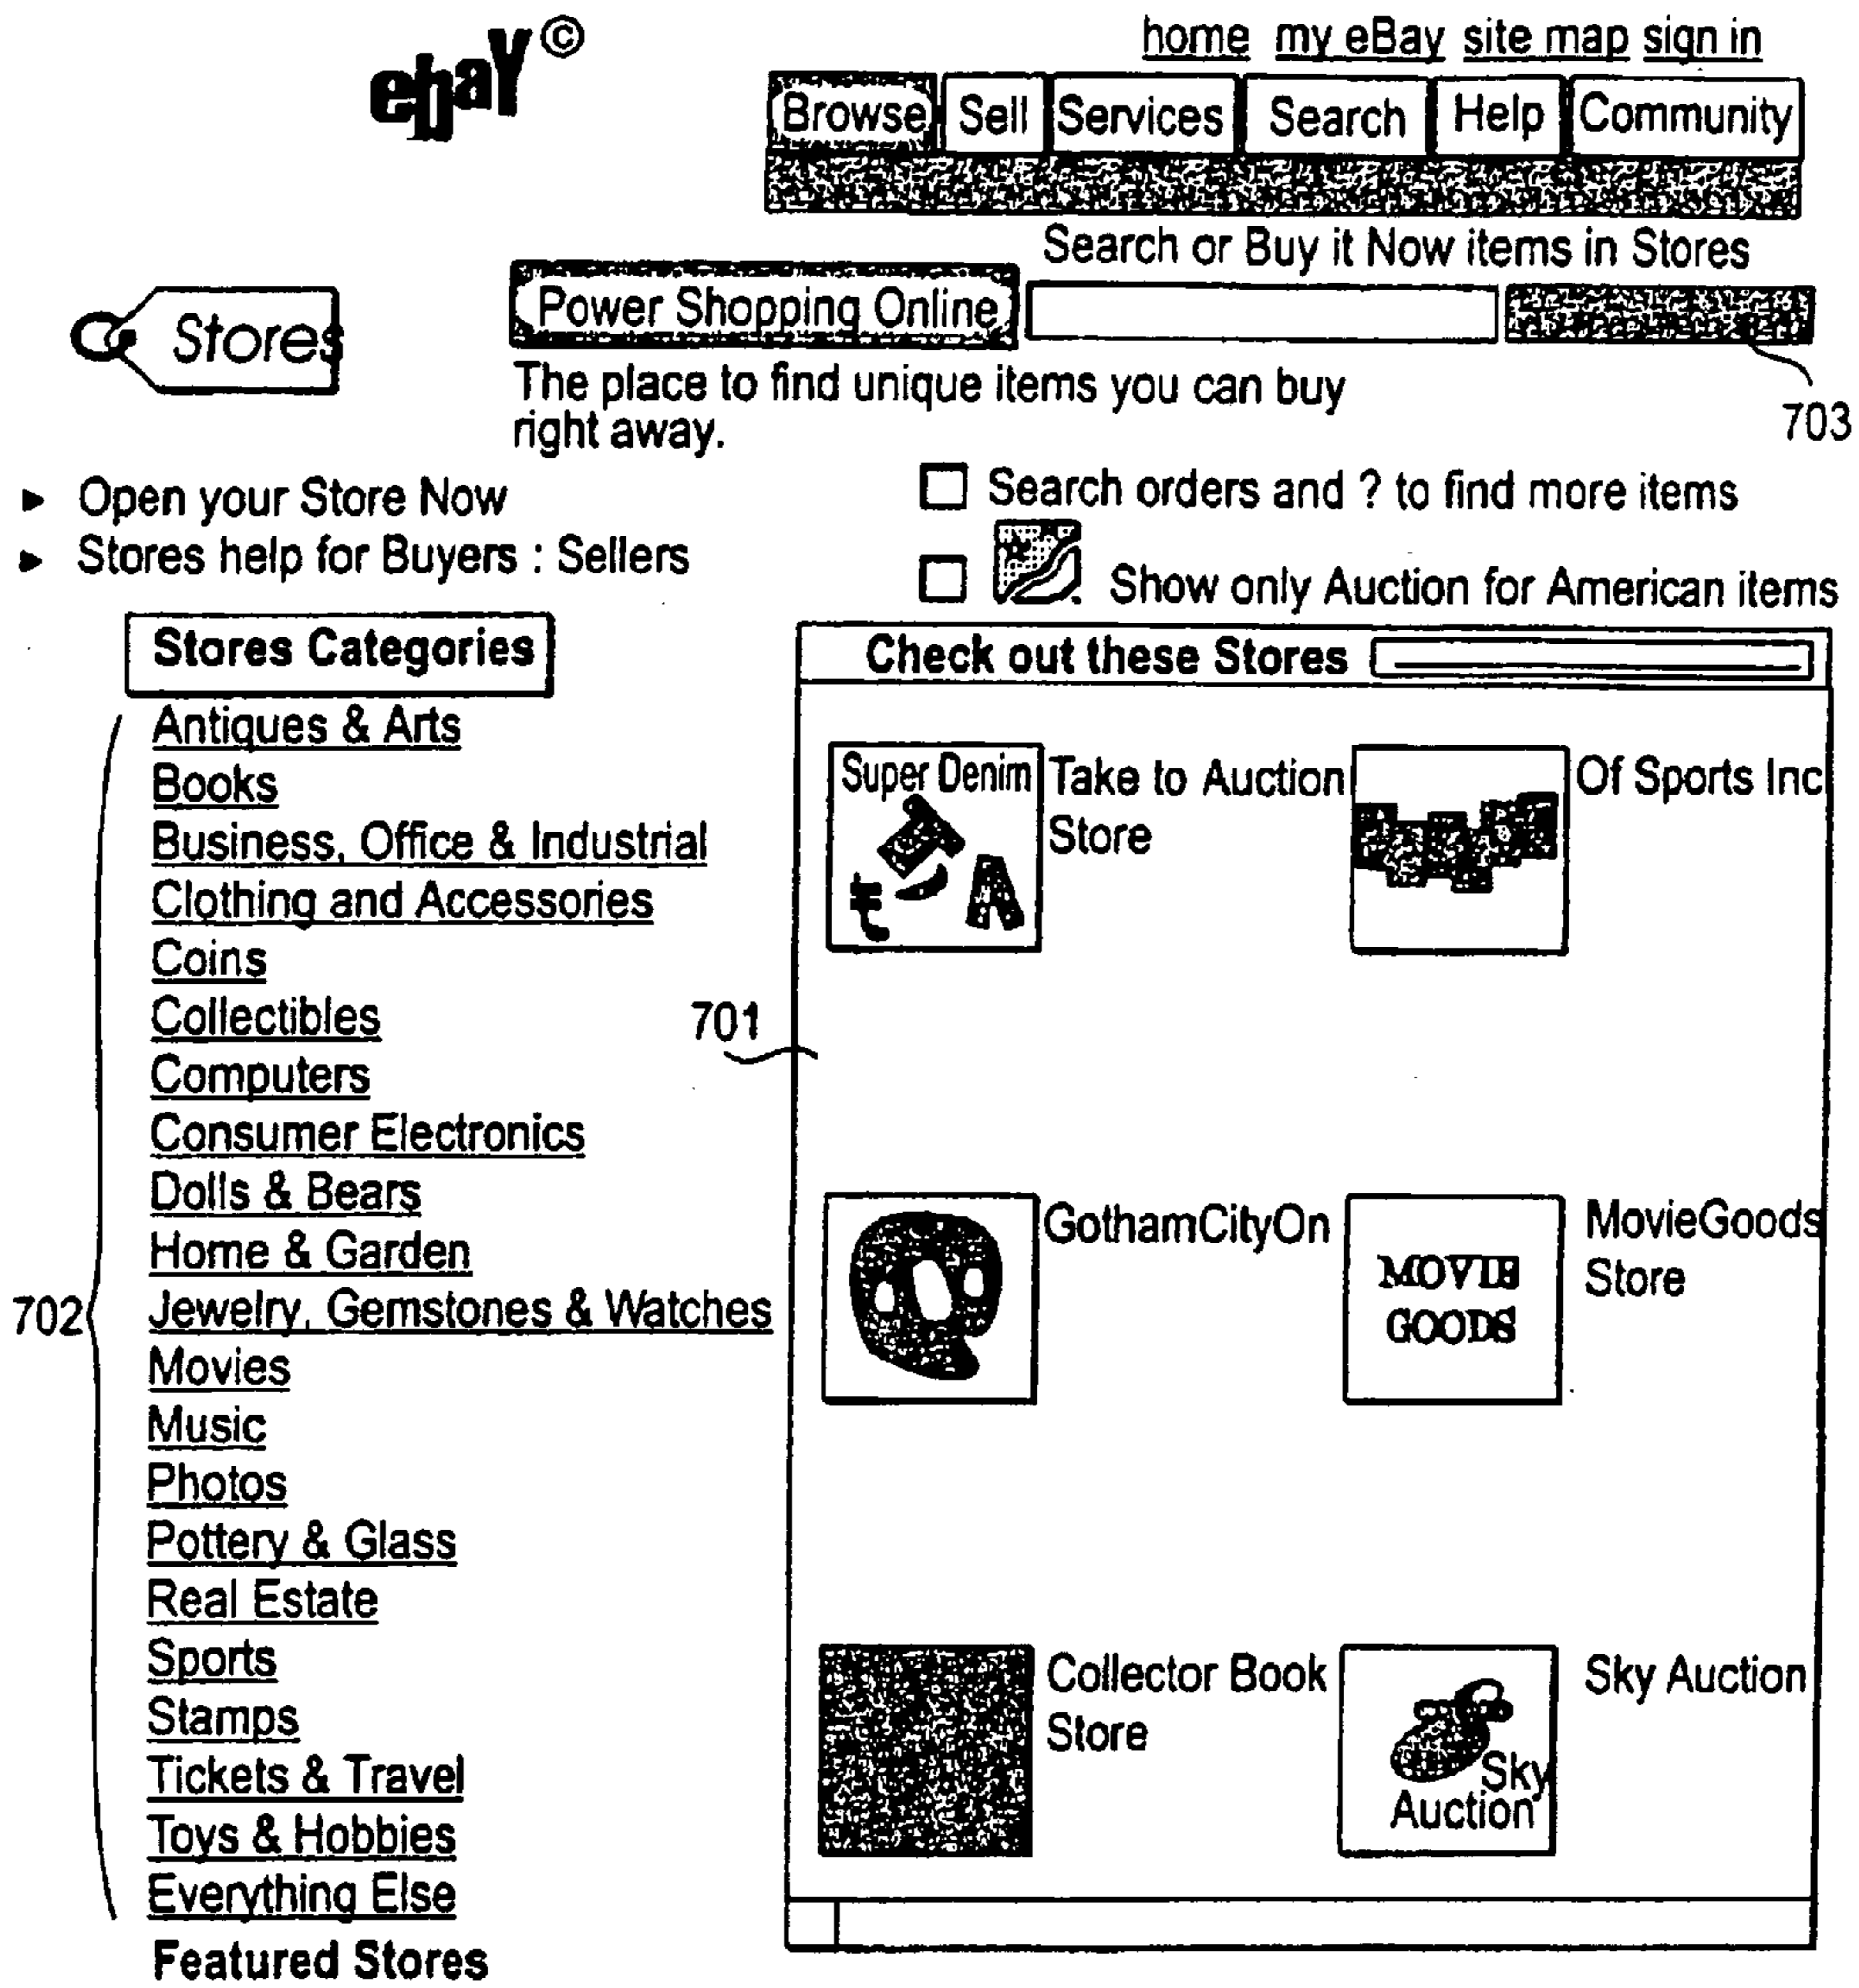 ebay ©
home my eBay site map sign in
Browse Sell Services Search Help Community
Search or Buy it Now items in Stores
Stores
Power Shopping Online
703
The place to find unique items you can buy
right away.
▸ Open your Store Now
▸ Stores help for Buyers : Sellers
Search orders and ? to find more items
Show only Auction for American items
Stores Categories
702
Antiques & Arts
Books
Business, Office & Industrial
Clothing and Accessories
Coins
Collectibles
Computers
Consumer Electronics
Dolls & Bears
Home & Garden
Jewelry, Gemstones & Watches
Movies
Music
Photos
Pottery & Glass
Real Estate
Sports
Stamps
Tickets & Travel
Toys & Hobbies
Everything Else
Featured Stores
701
Check out these Stores
Super Denim
Take to Auction
Store
Of Sports Inc
GothamCityOn
MOVIE
GOODS
MovieGoods
Store
Collector Book
Store
Sky
Auction
Sky Auction